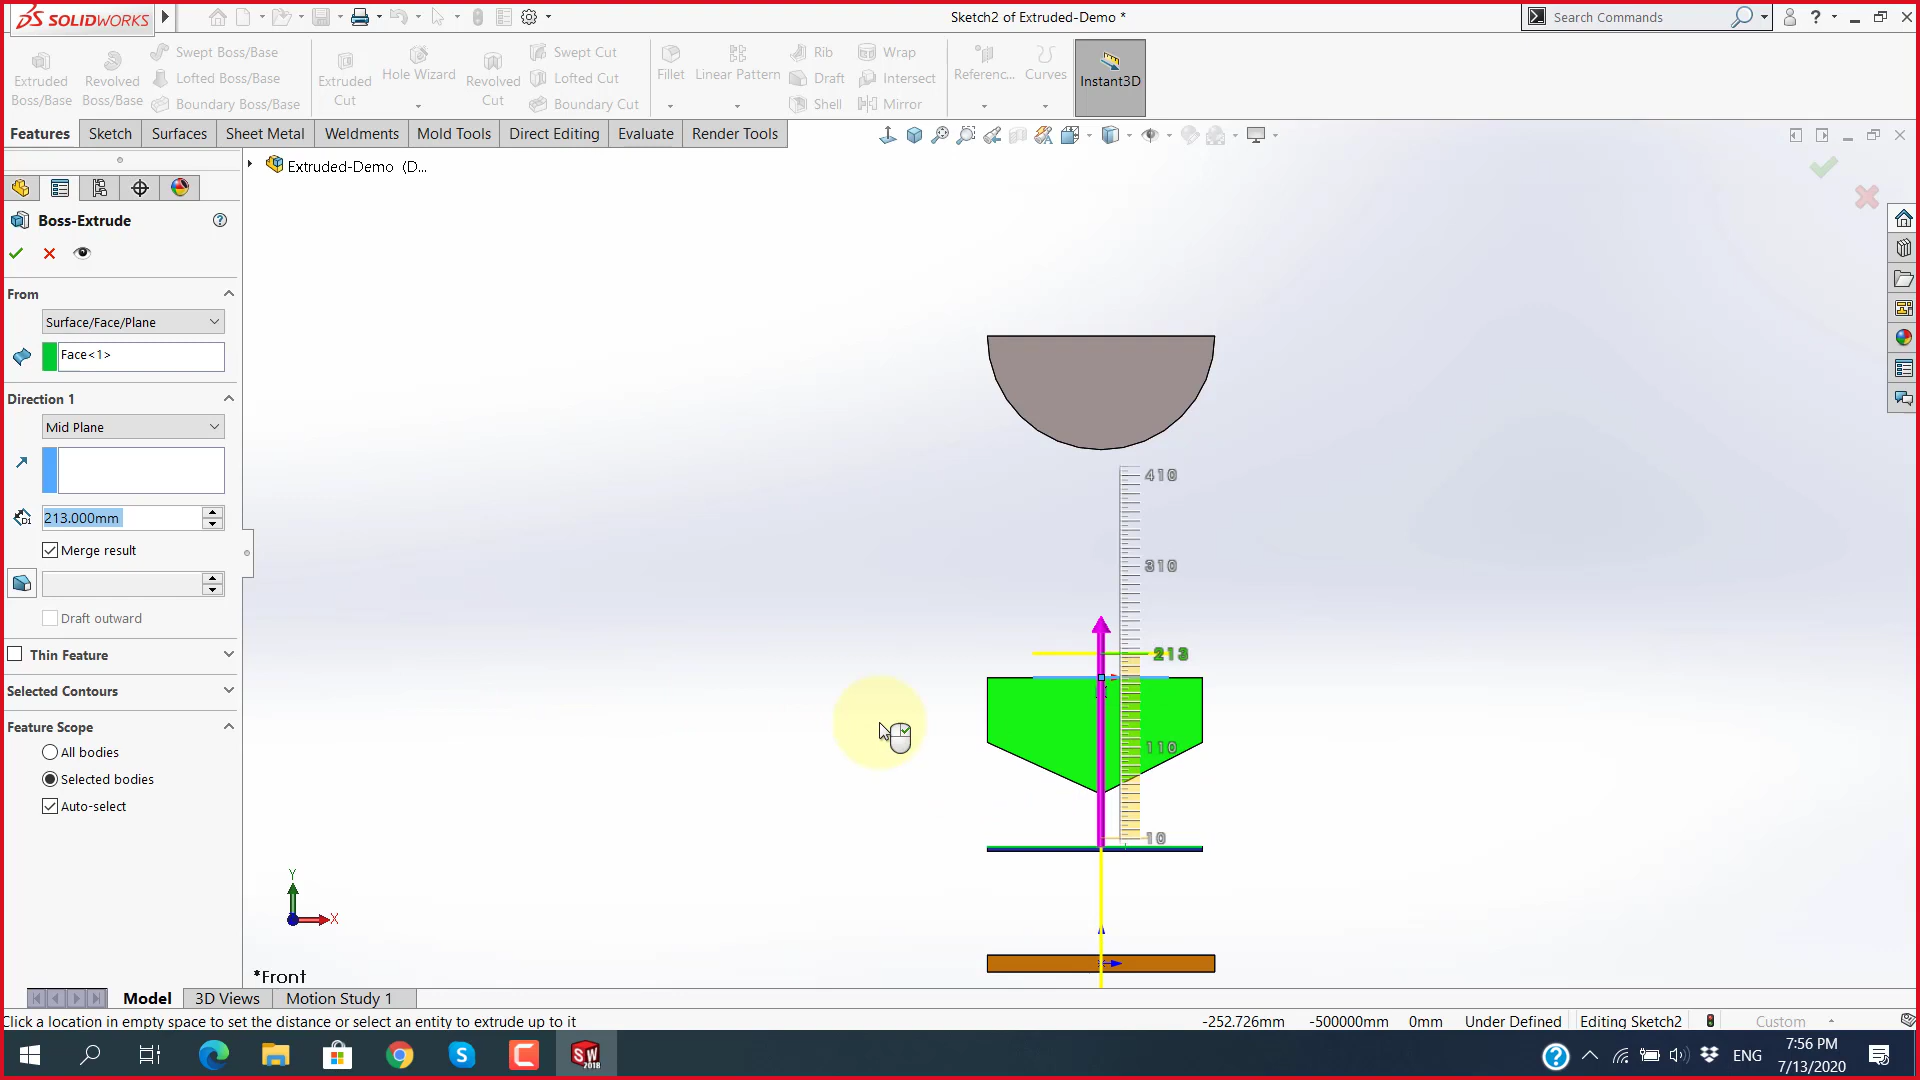 SOLIDWORKS
Sketch2 of Extruded-Demo *
Search Commands
Extruded Boss/Base
Revolved Boss/Base
Swept Boss/Base
Lofted Boss/Base
Boundary Boss/Base
Extruded Cut
Hole Wizard
Revolved Cut
Swept Cut
Lofted Cut
Boundary Cut
Fillet
Linear Pattern
Rib
Draft
Shell
Wrap
Intersect
Mirror
Referenc...
Curves
Instant3D
Features
Sketch
Surfaces
Sheet Metal
Weldments
Mold Tools
Direct Editing
Evaluate
Render Tools
Extruded-Demo (D...
Boss-Extrude
From
Surface/Face/Plane
Face<1>
Direction 1
Mid Plane
D1
213.000mm
Merge result
Draft outward
Thin Feature
Selected Contours
Feature Scope
All bodies
Selected bodies
Auto-select
410
310
213
110
10
Y
X
*Front
Model
3D Views
Motion Study 1
Click a location in empty space to set the distance or select an entity to extrude up to it
-252.726mm
-500000mm
0mm
Under Defined
Editing Sketch2
Custom
SW
2018
ENG
7:56 PM
7/13/2020